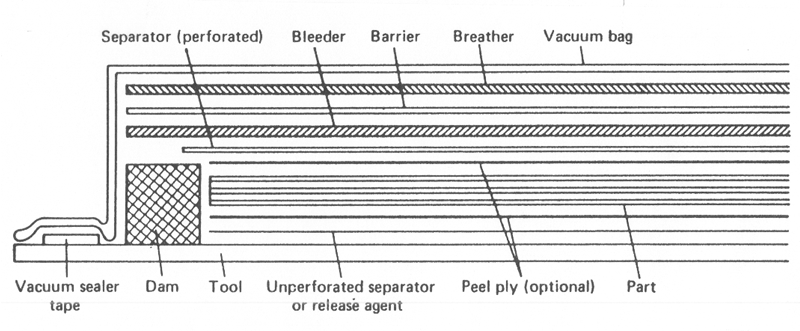 Separator (perforated) Bleeder Barrier Breather Vacuum bag
Vacuum sealer tape
Dam
Tool
Unperforated separator or release agent
Peel ply (optional)
Part